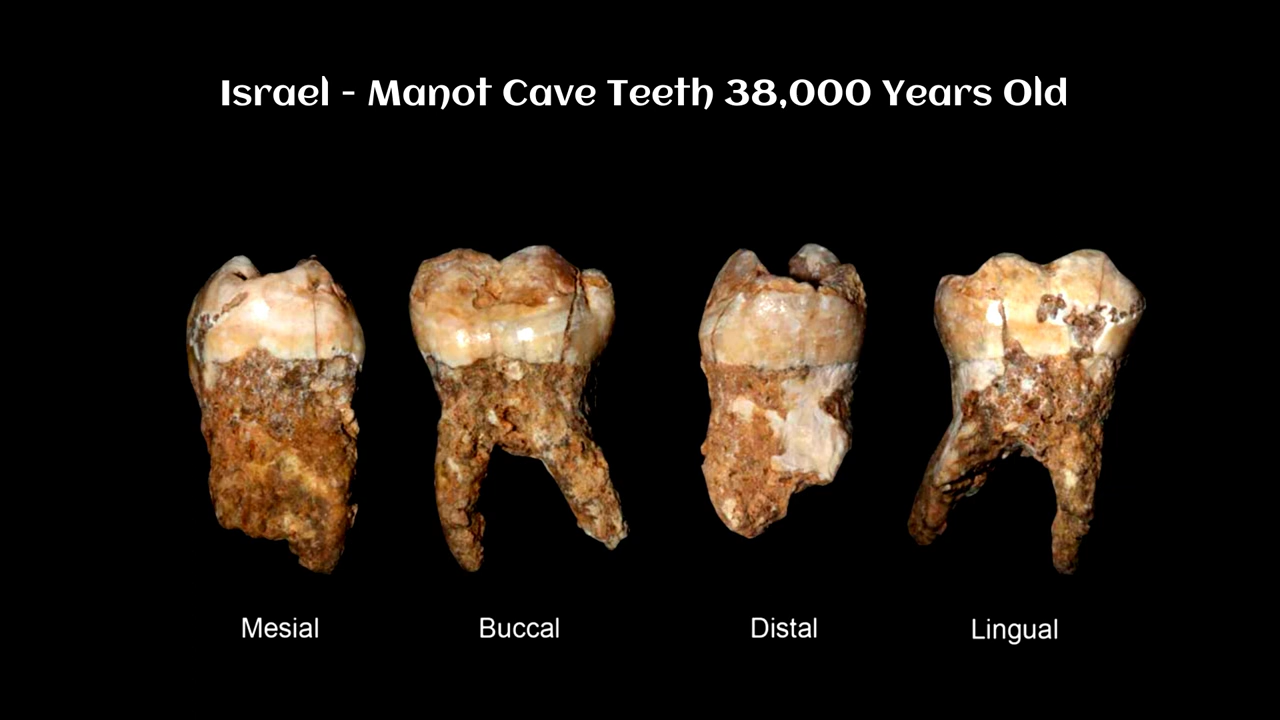 Israel - Manot Cave Teeth 38,000 Years Old
Mesial
Buccal
Distal
Lingual